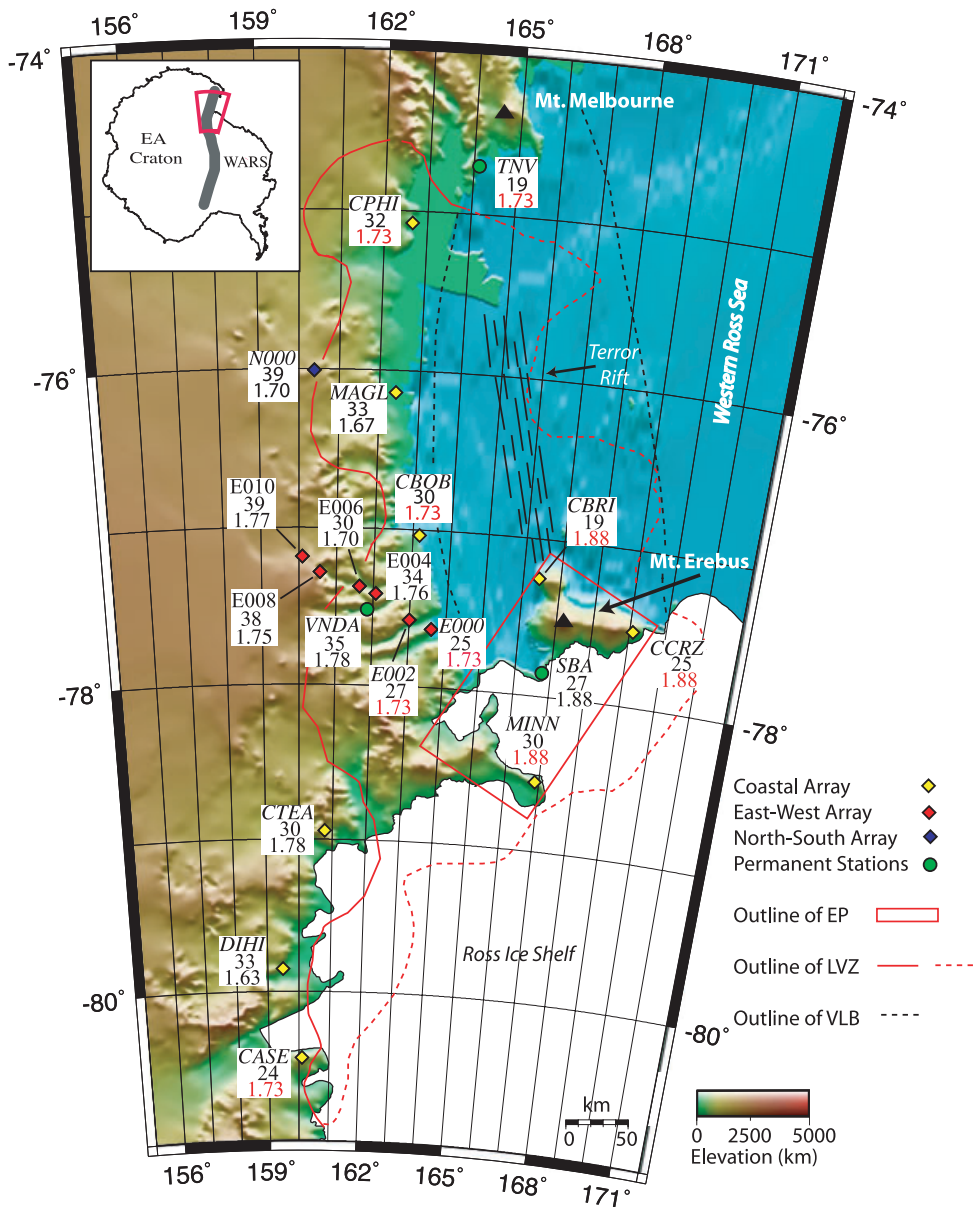 156°
159°
162°
165°
168°
171°
-74°
-74°
EA
Craton
WARS
Mt. Melbourne
TNV
19
1.73
CPHI
32
1.73
Western Ross Sea
N000
39
1.70
Terror
Rift
-76°
-76°
MAGL
33
1.67
CBOB
30
1.73
E010
39
1.77
E006
30
1.70
CBRI
19
1.88
E004
34
1.76
Mt. Erebus
E008
38
1.75
VNDA
35
1.78
E000
25
1.73
E002
27
1.73
SBA
27
1.88
CCRZ
25
1.88
-78°
-78°
MINN
30
1.88
CTEA
30
1.78
Coastal Array
East-West Array
North-South Array
Permanent Stations
Outline of EP
Outline of LVZ
Outline of VLB
DIHI
33
1.63
Ross Ice Shelf
-80°
-80°
CASE
24
1.73
km
0 50
0 2500 5000
Elevation (km)
156°
159°
162°
165°
168°
171°